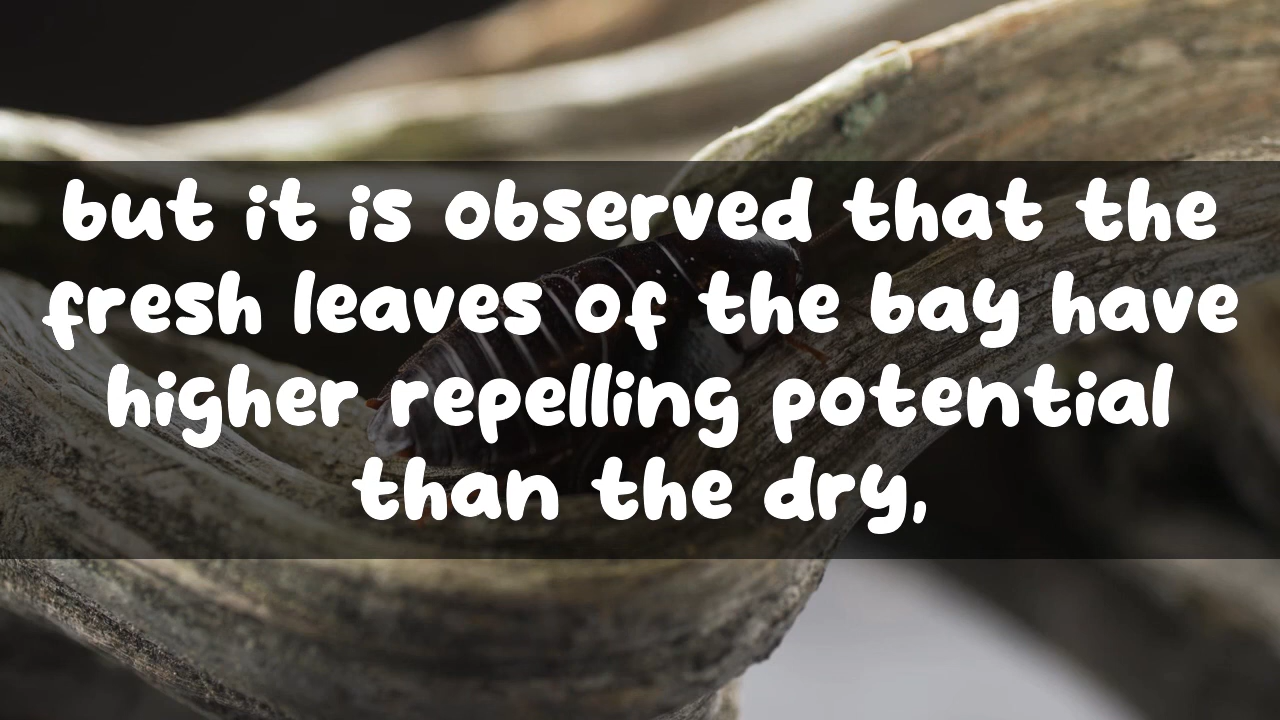 but it is observed that the
fresh leaves of the bay have
higher repelling potential
than the dry,